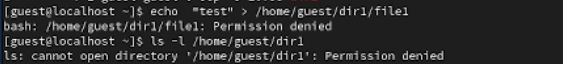 [guest@localhost ~]$ echo  "test" > /home/guest/dir1/file1
bash: /home/guest/dir1/file1: Permission denied
[guest@localhost ~]$ ls -l /home/guest/dir1
ls: cannot open directory '/home/guest/dir1': Permission denied